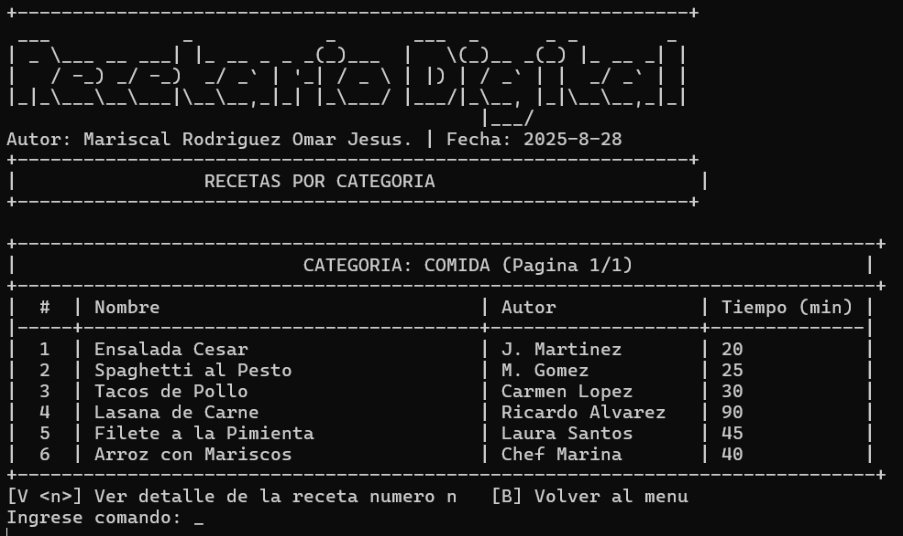 Recetario Digital
Autor: Mariscal Rodriguez Omar Jesus. | Fecha: 2025-8-28
RECETAS POR CATEGORIA
CATEGORIA: COMIDA (Pagina 1/1)
# | Nombre | Autor | Tiempo (min)
1 | Ensalada Cesar | J. Martinez | 20
2 | Spaghetti al Pesto | M. Gomez | 25
3 | Tacos de Pollo | Carmen Lopez | 30
4 | Lasana de Carne | Ricardo Alvarez | 90
5 | Filete a la Pimienta | Laura Santos | 45
6 | Arroz con Mariscos | Chef Marina | 40
[V <n>] Ver detalle de la receta numero n [B] Volver al menu
Ingrese comando: _